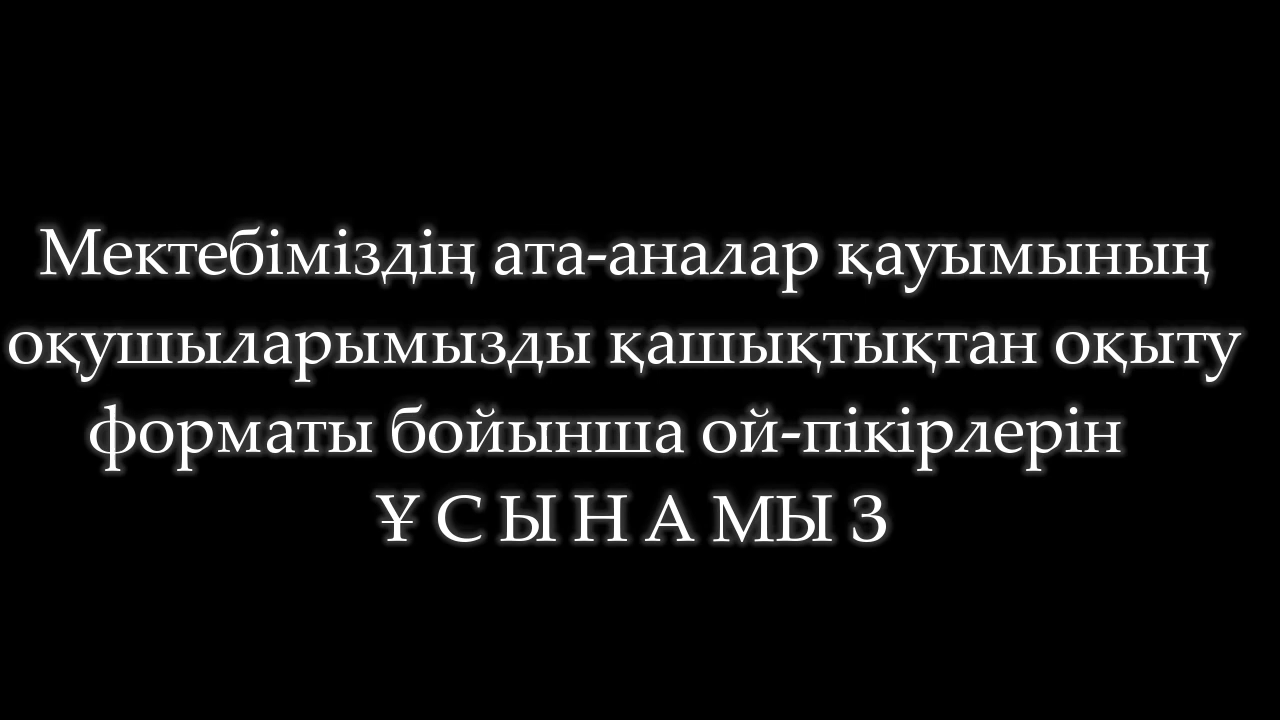 Мектебіміздің ата-аналар қауымының
оқушыларымызды қашықтықтан оқыту
форматы бойынша ой-пікірлерін
Ұ С Ы Н А МЫ З